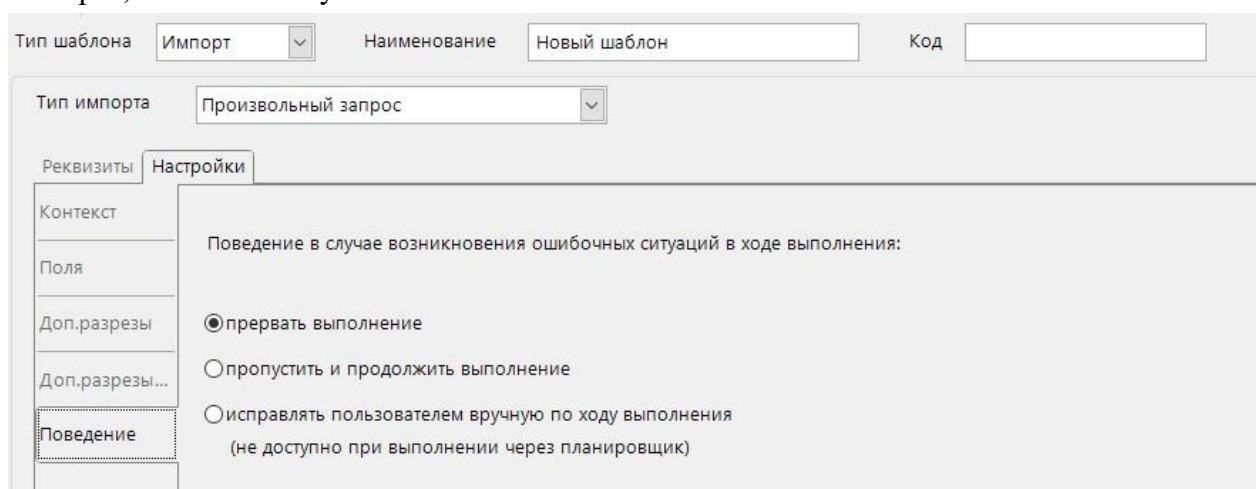 Тип шаблона Импорт Наименование Новый шаблон Код
Тип импорта Произвольный запрос
Реквизиты Настройки
Контекст
Поведение в случае возникновения ошибочных ситуаций в ходе выполнения:
Поля
Доп.разрезы прервать выполнение
Доп.разрезы... пропустить и продолжить выполнение
исправлять пользователем вручную по ходу выполнения
Поведение
(не доступно при выполнении через планировщик)